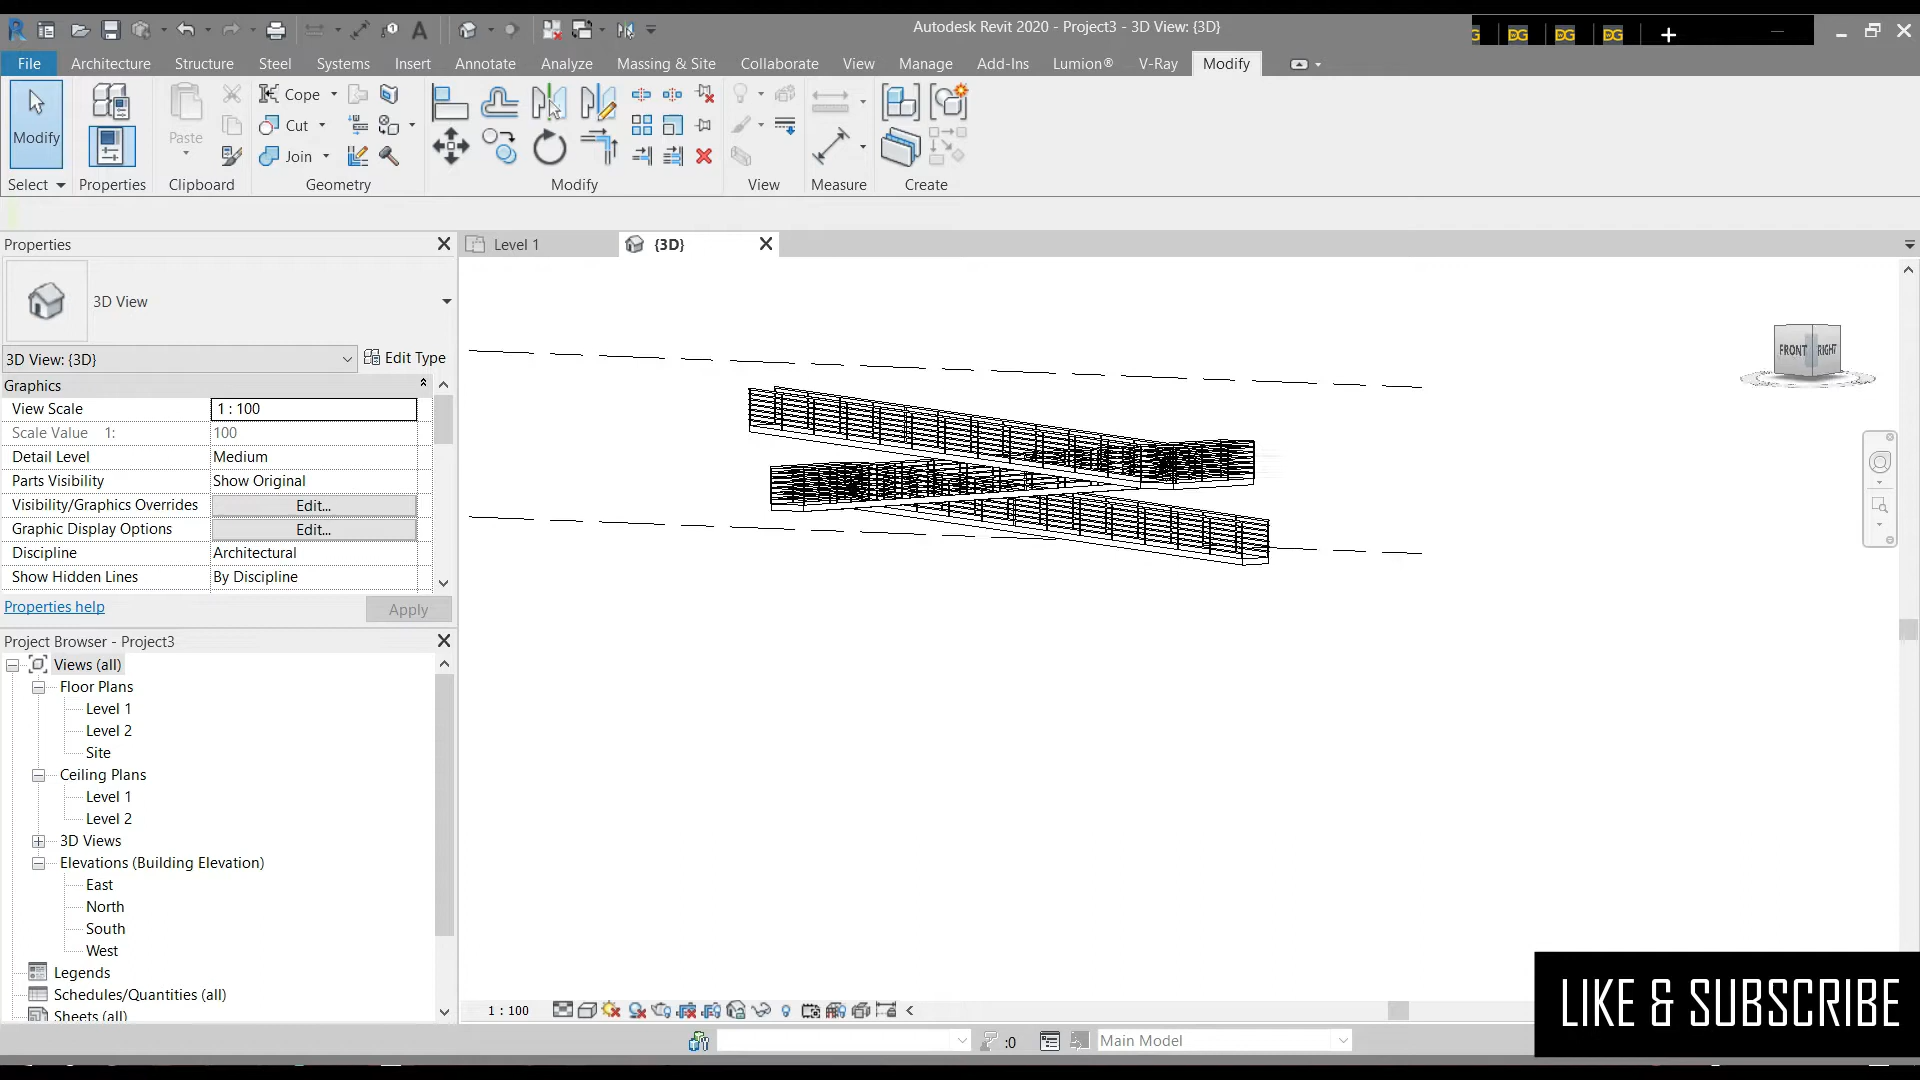 Autodesk Revit 2020 - Project3 - 3D View: {3D}
DG DG DG
File Architecture Structure Steel Systems Insert Annotate Analyze Massing & Site Collaborate View Manage Add-Ins Lumion® V-Ray Modify
Modify Paste Cope Cut Join
Select Properties Clipboard Geometry Modify View Measure Create
Properties
Level 1 {3D}
3D View
FRONT RIGHT
3D View: {3D} Edit Type
Graphics
View Scale 1 : 100
Scale Value 1: 100
Detail Level Medium
Parts Visibility Show Original
Visibility/Graphics Overrides Edit...
Graphic Display Options Edit...
Discipline Architectural
Show Hidden Lines By Discipline
Properties help Apply
Project Browser - Project3
Views (all)
Floor Plans
Level 1
Level 2
Site
Ceiling Plans
Level 1
Level 2
3D Views
Elevations (Building Elevation)
East
North
South
West
Legends
Schedules/Quantities (all)
Sheets (all)
1 : 100
:0 Main Model
LIKE & SUBSCRIBE